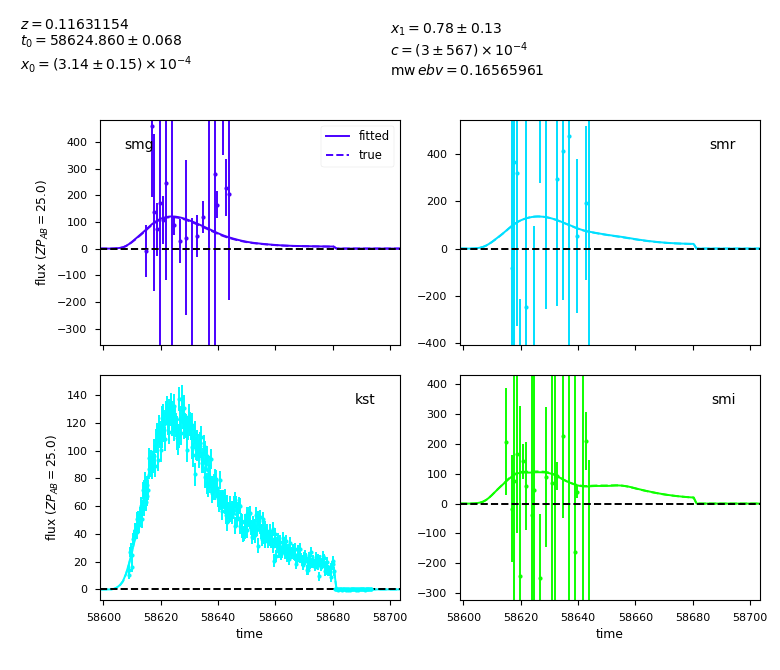 z = 0.11631154
t₀ = 58624.860 ± 0.068
x₀ = (3.14 ± 0.15) × 10⁻⁴
x₁ = 0.78 ± 0.13
c = (3 ± 567) × 10⁻⁴
mw ebv = 0.16565961
smg
fitted
true
400
300
200
100
0
−100
−200
−300
flux (ZP_AB = 25.0)
smr
400
200
0
−200
−400
kst
140
120
100
80
60
40
20
0
flux (ZP_AB = 25.0)
58600 58620 58640 58660 58680 58700
time
smi
400
300
200
100
0
−100
−200
−300
58600 58620 58640 58660 58680 58700
time